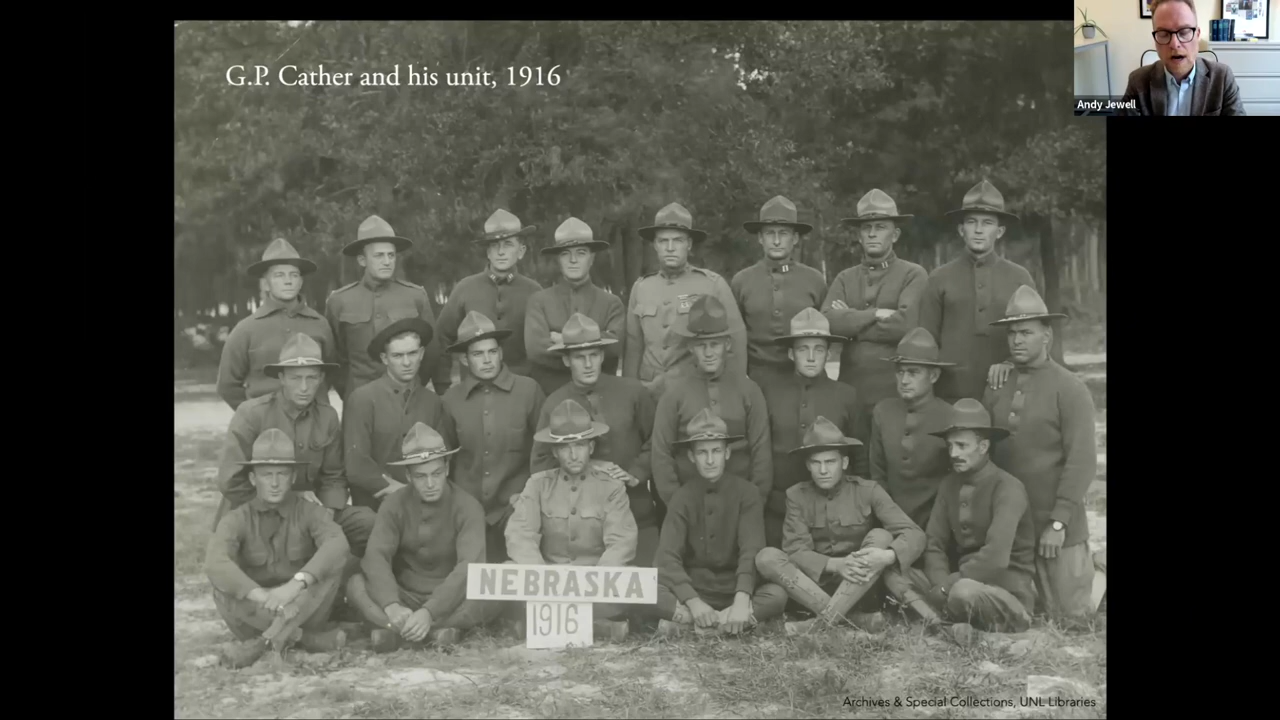 G.P. Cather and his unit, 1916
Andy Jewell
NEBRASKA
1916
Archives & Special Collections, UNL Libraries